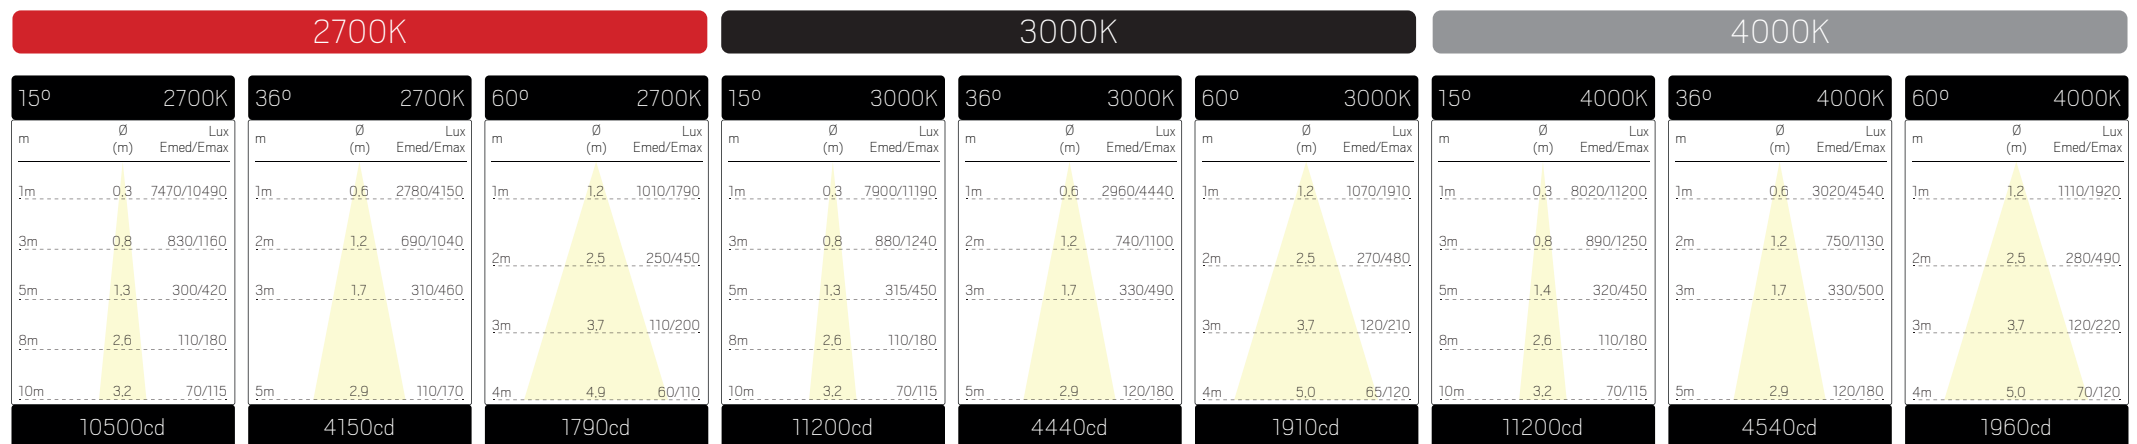 2700K
3000K
4000K
15º 2700K
m Ø (m) Lux Emed/Emax
1m 0,3 7470/10490
3m 0,8 830/1160
5m 1,3 300/420
8m 2,6 110/180
10m 3,2 70/115
10500cd
36º 2700K
m Ø (m) Lux Emed/Emax
1m 0,6 2780/4150
2m 1,2 690/1040
3m 1,7 310/460
5m 2,9 110/170
4150cd
60º 2700K
m Ø (m) Lux Emed/Emax
1m 1,2 1010/1790
2m 2,5 250/450
3m 3,7 110/200
4m 4,9 60/110
1790cd
15º 3000K
m Ø (m) Lux Emed/Emax
1m 0,3 7900/11190
3m 0,8 880/1240
5m 1,3 315/450
8m 2,6 110/180
10m 3,2 70/115
11200cd
36º 3000K
m Ø (m) Lux Emed/Emax
1m 0,6 2960/4440
2m 1,2 740/1100
3m 1,7 330/490
5m 2,9 120/180
4440cd
60º 3000K
m Ø (m) Lux Emed/Emax
1m 1,2 1070/1910
2m 2,5 270/480
3m 3,7 120/210
4m 5,0 65/120
1910cd
15º 4000K
m Ø (m) Lux Emed/Emax
1m 0,3 8020/11200
3m 0,8 890/1250
5m 1,4 320/450
8m 2,6 110/180
10m 3,2 70/115
11200cd
36º 4000K
m Ø (m) Lux Emed/Emax
1m 0,6 3020/4540
2m 1,2 750/1130
3m 1,7 330/500
5m 2,9 120/180
4540cd
60º 4000K
m Ø (m) Lux Emed/Emax
1m 1,2 1110/1920
2m 2,5 280/490
3m 3,7 120/220
4m 5,0 70/120
1960cd